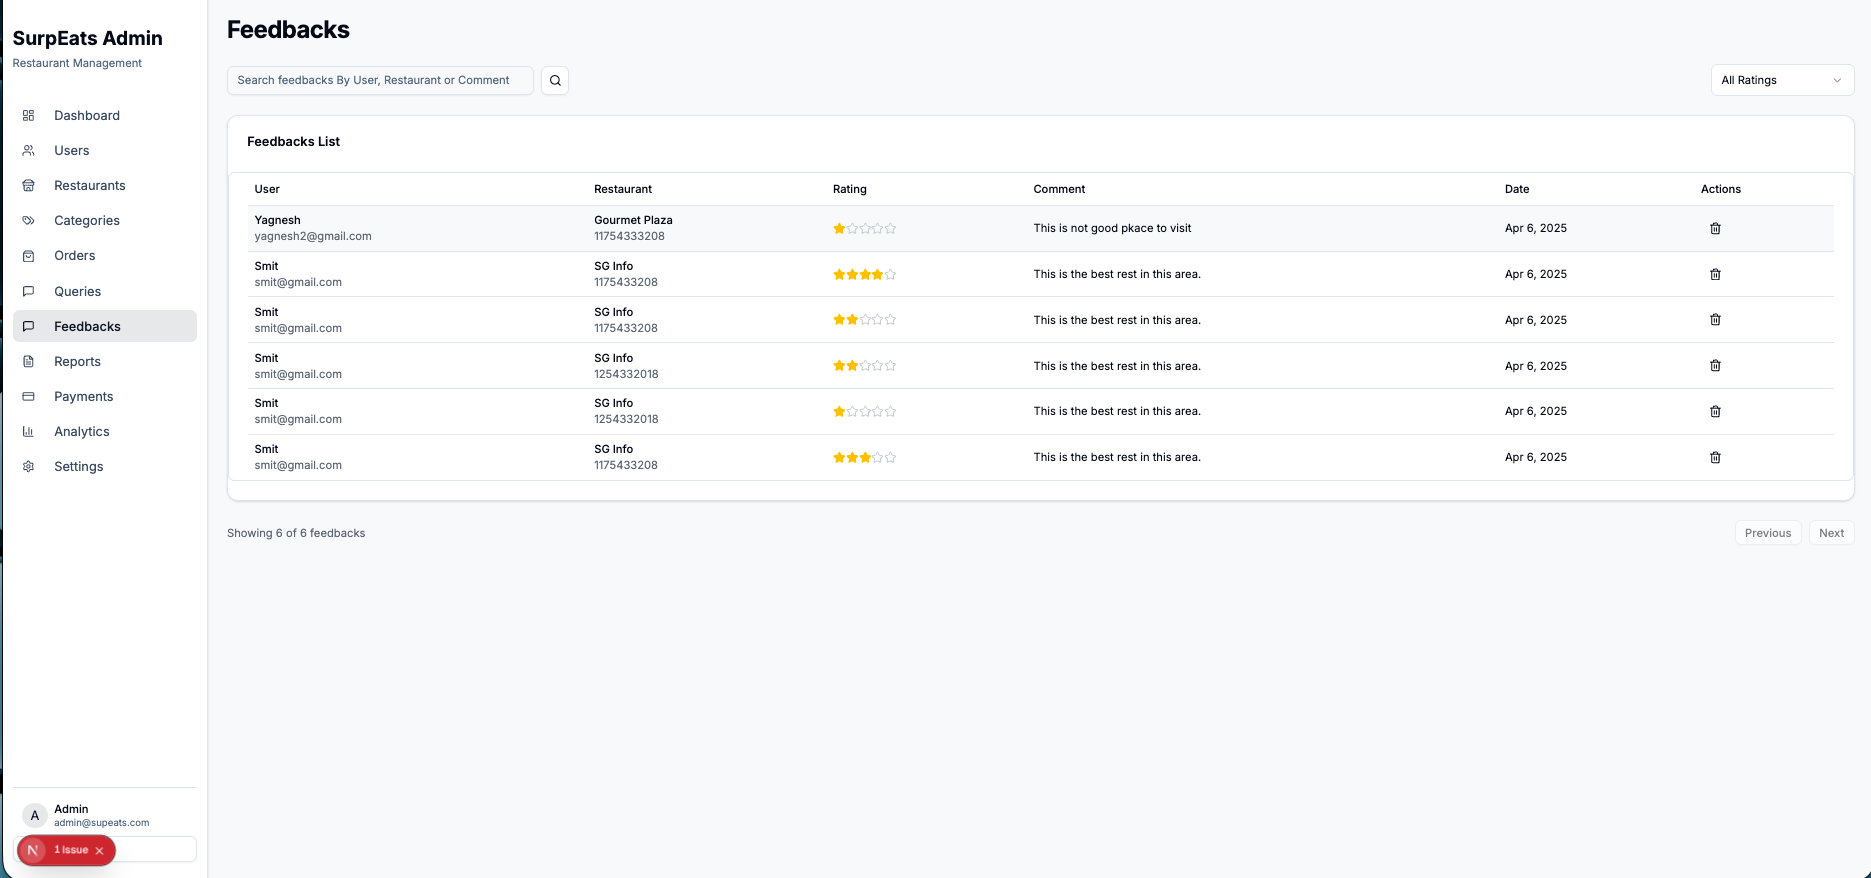 SurpEats Admin
Restaurant Management
Dashboard
Users
Restaurants
Categories
Orders
Queries
Feedbacks
Reports
Payments
Analytics
Settings
A
Admin
admin@supeats.com
N 1 Issue
Feedbacks
Search feedbacks By User, Restaurant or Comment
All Ratings
Feedbacks List
User Restaurant Rating Comment Date Actions
Yagnesh Gourmet Plaza
yagnesh2@gmail.com 11754333208 This is not good pkace to visit Apr 6, 2025
Smit SG Info
smit@gmail.com 1175433208 This is the best rest in this area. Apr 6, 2025
Smit SG Info
smit@gmail.com 1175433208 This is the best rest in this area. Apr 6, 2025
Smit SG Info
smit@gmail.com 1254332018 This is the best rest in this area. Apr 6, 2025
Smit SG Info
smit@gmail.com 1254332018 This is the best rest in this area. Apr 6, 2025
Smit SG Info
smit@gmail.com 1175433208 This is the best rest in this area. Apr 6, 2025
Showing 6 of 6 feedbacks
Previous Next